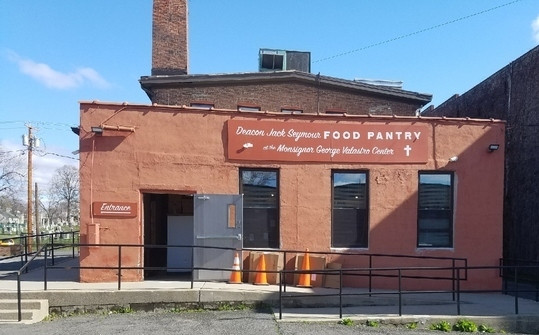 Deacon Jack Seymour FOOD PANTRY
at the Monsignor George Valastro Center
Entrance